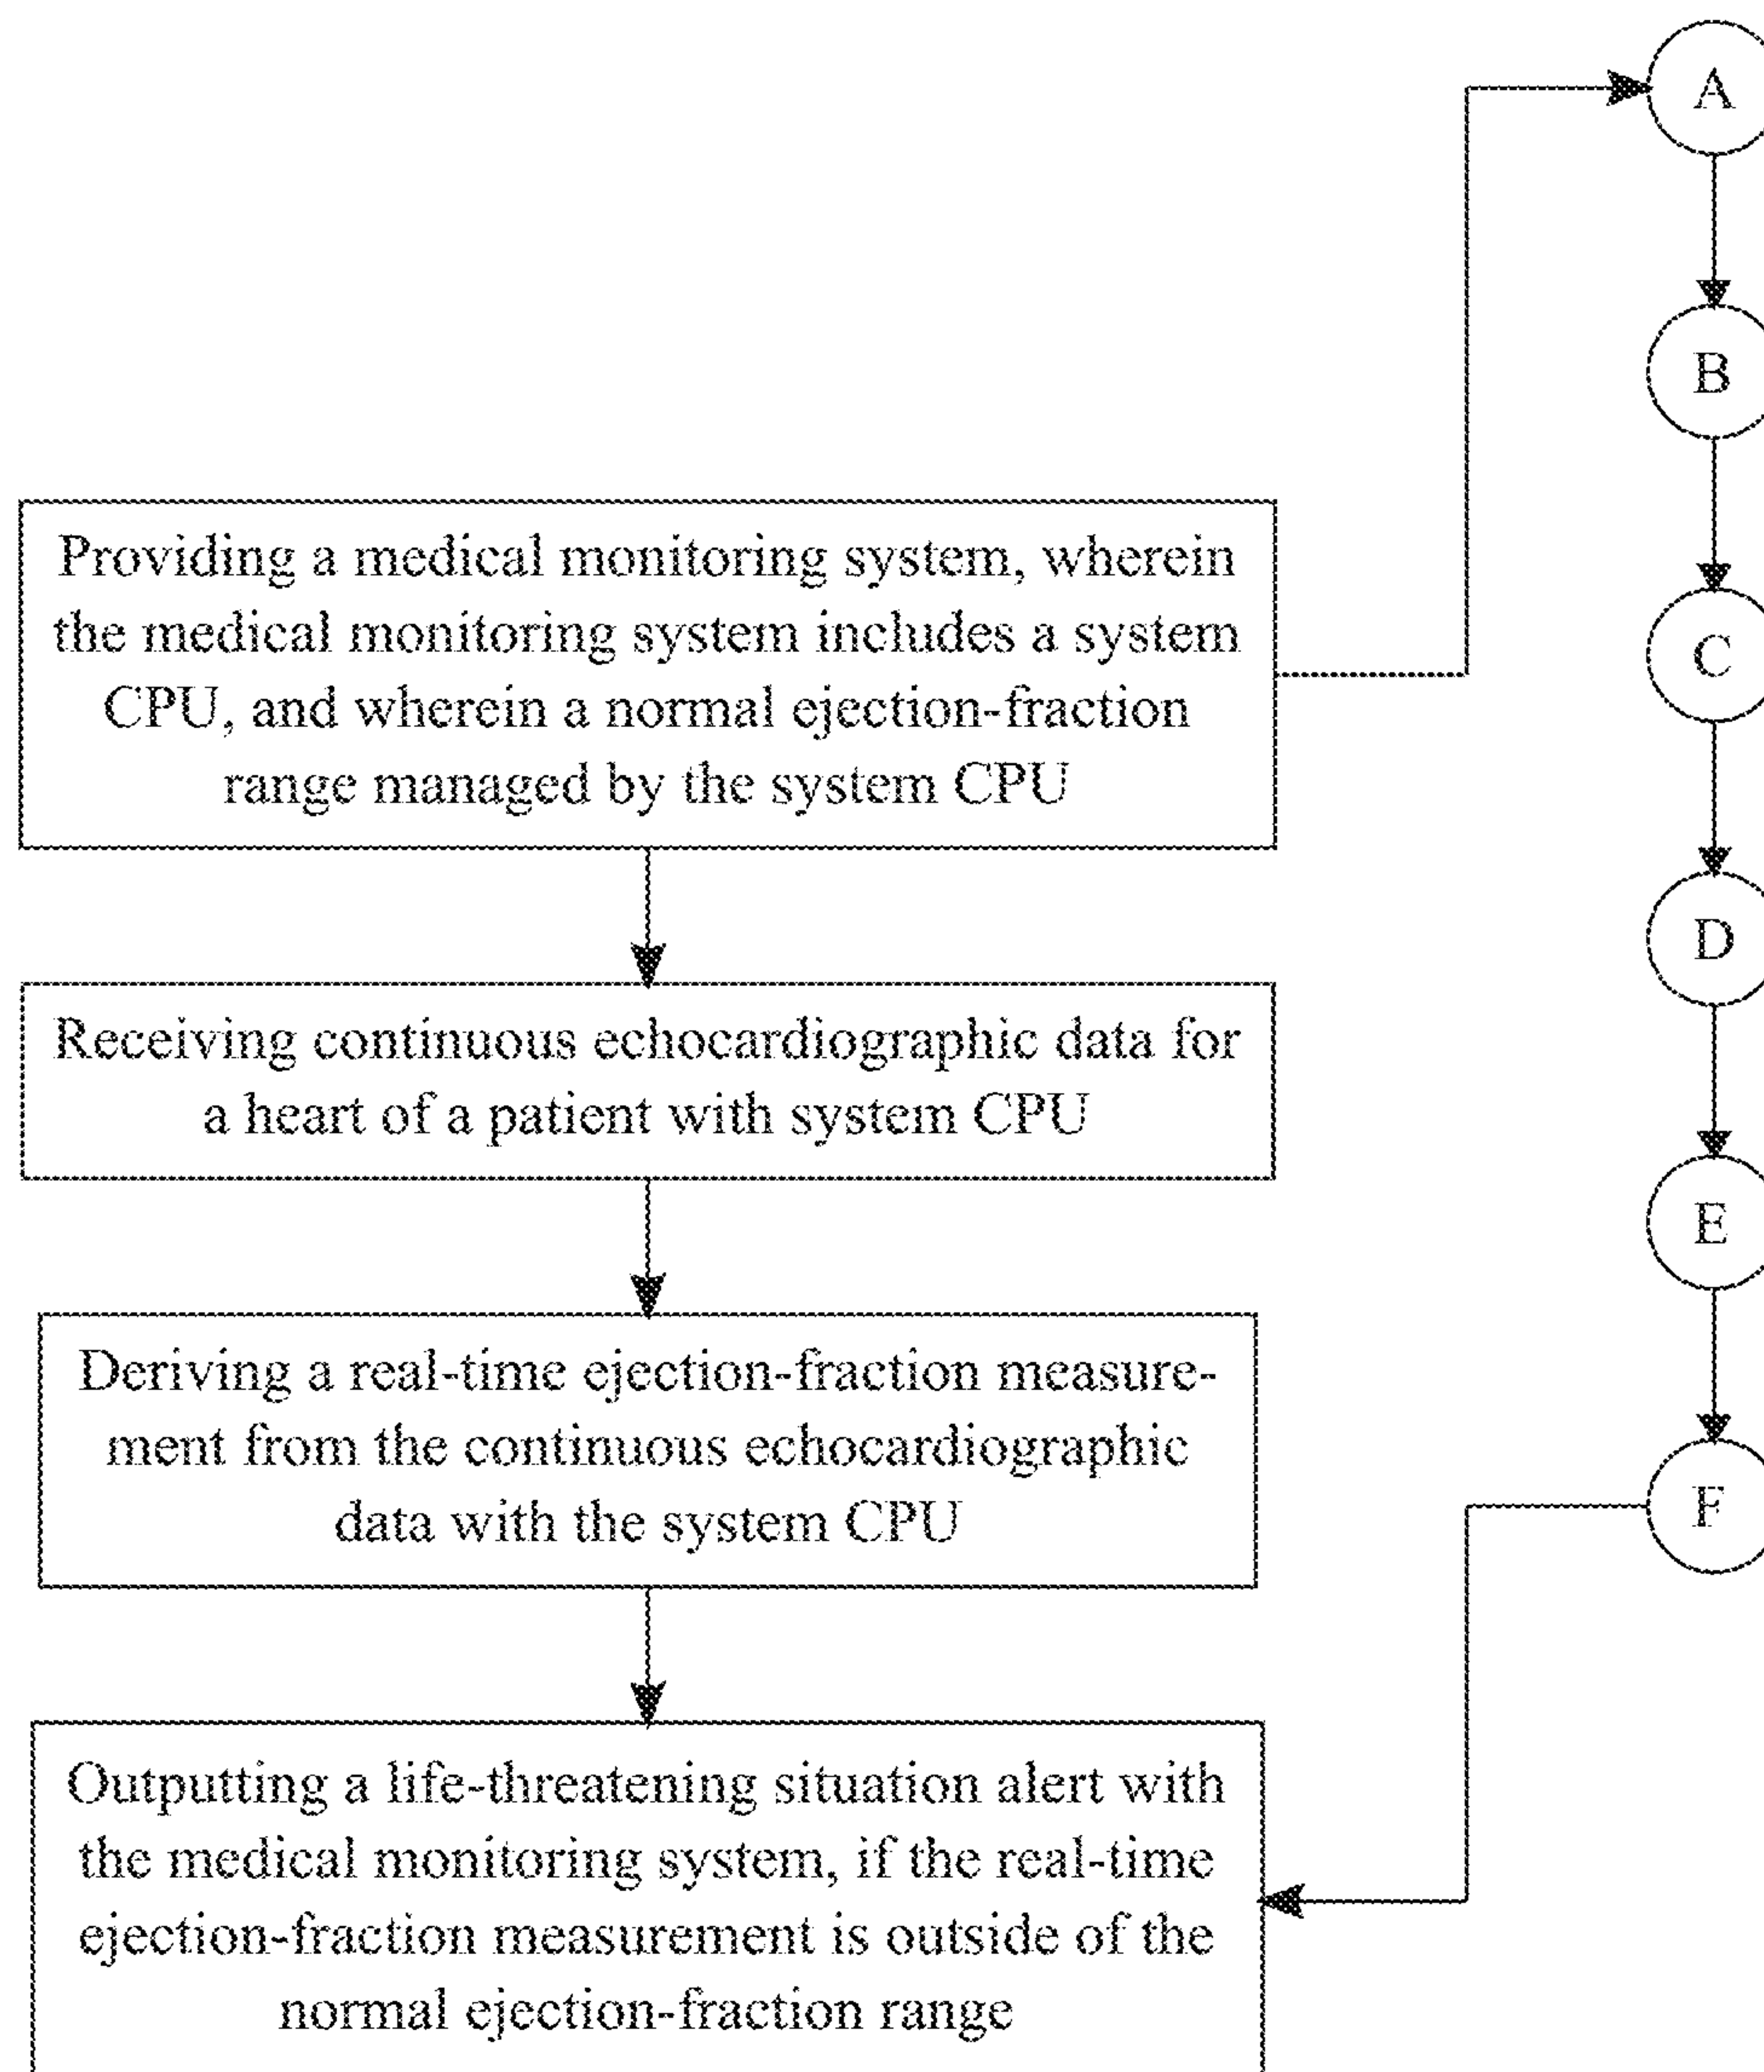 A
B
Providing a medical monitoring system, wherein
the medical monitoring system includes a system
CPU, and wherein a normal ejection-fraction
range managed by the system CPU
C
D
Receiving continuous echocardiographic data for
a heart of a patient with system CPU
E
Deriving a real-time ejection-fraction measure-
ment from the continuous echocardiographic
data with the system CPU
F
Outputting a life-threatening situation alert with
the medical monitoring system, if the real-time
ejection-fraction measurement is outside of the
normal ejection-fraction range